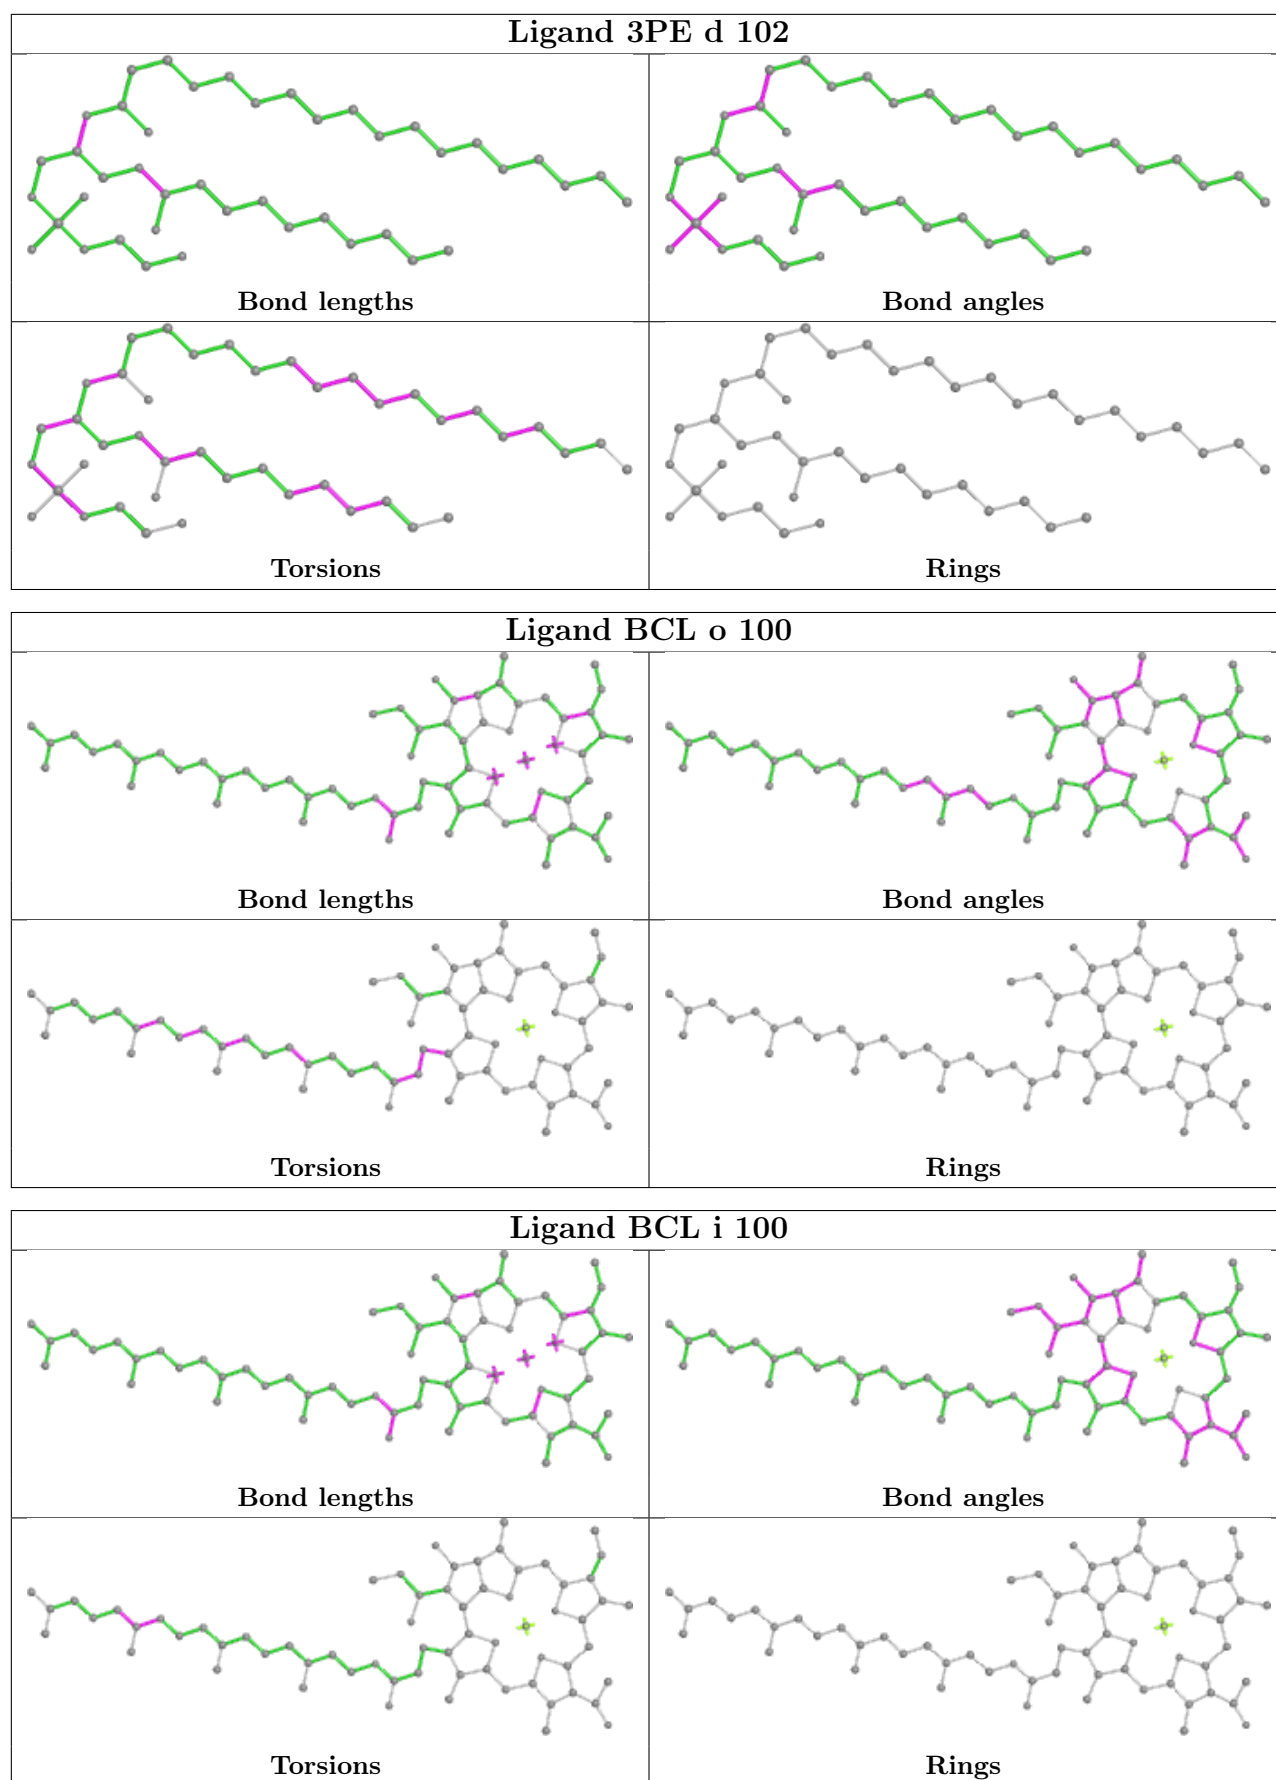 Ligand 3PE d 102
Bond lengths
Bond angles
Torsions
Rings
Ligand BCL o 100
Bond lengths
Bond angles
Torsions
Rings
Ligand BCL i 100
Bond lengths
Bond angles
Torsions
Rings